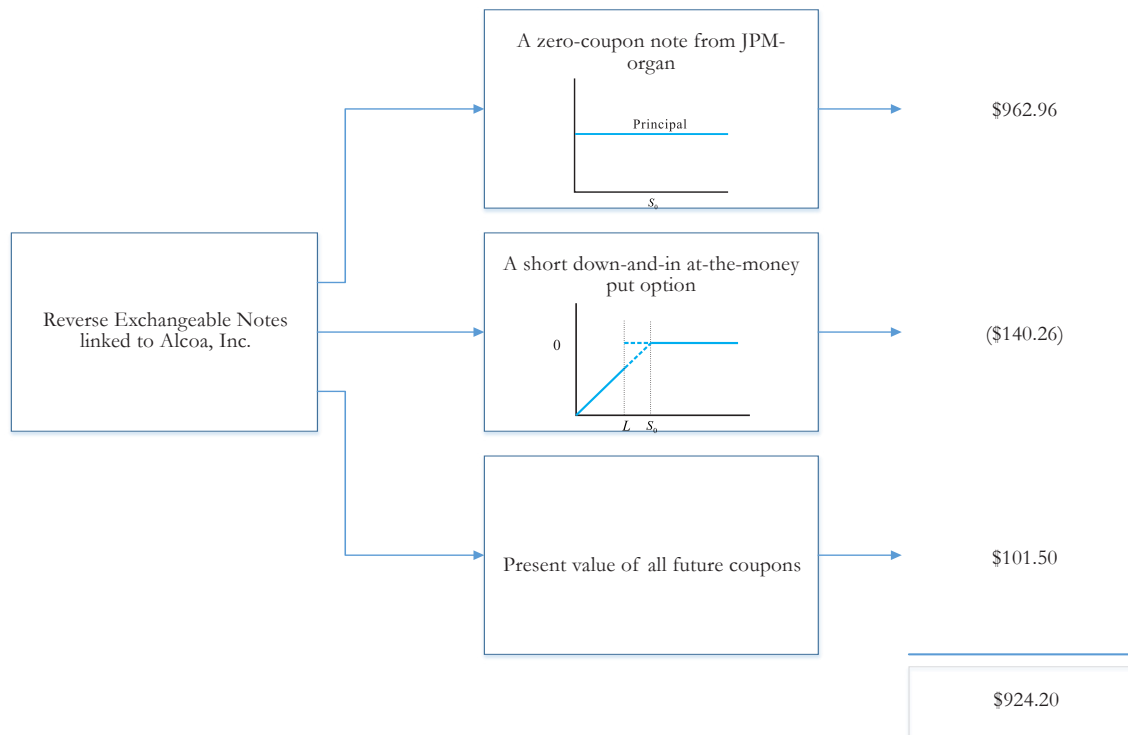 A zero-coupon note from JPM-
organ
Principal
S₀
$962.96
Reverse Exchangeable Notes
linked to Alcoa, Inc.
A short down-and-in at-the-money
put option
0
L S₀
($140.26)
Present value of all future coupons
$101.50
$924.20